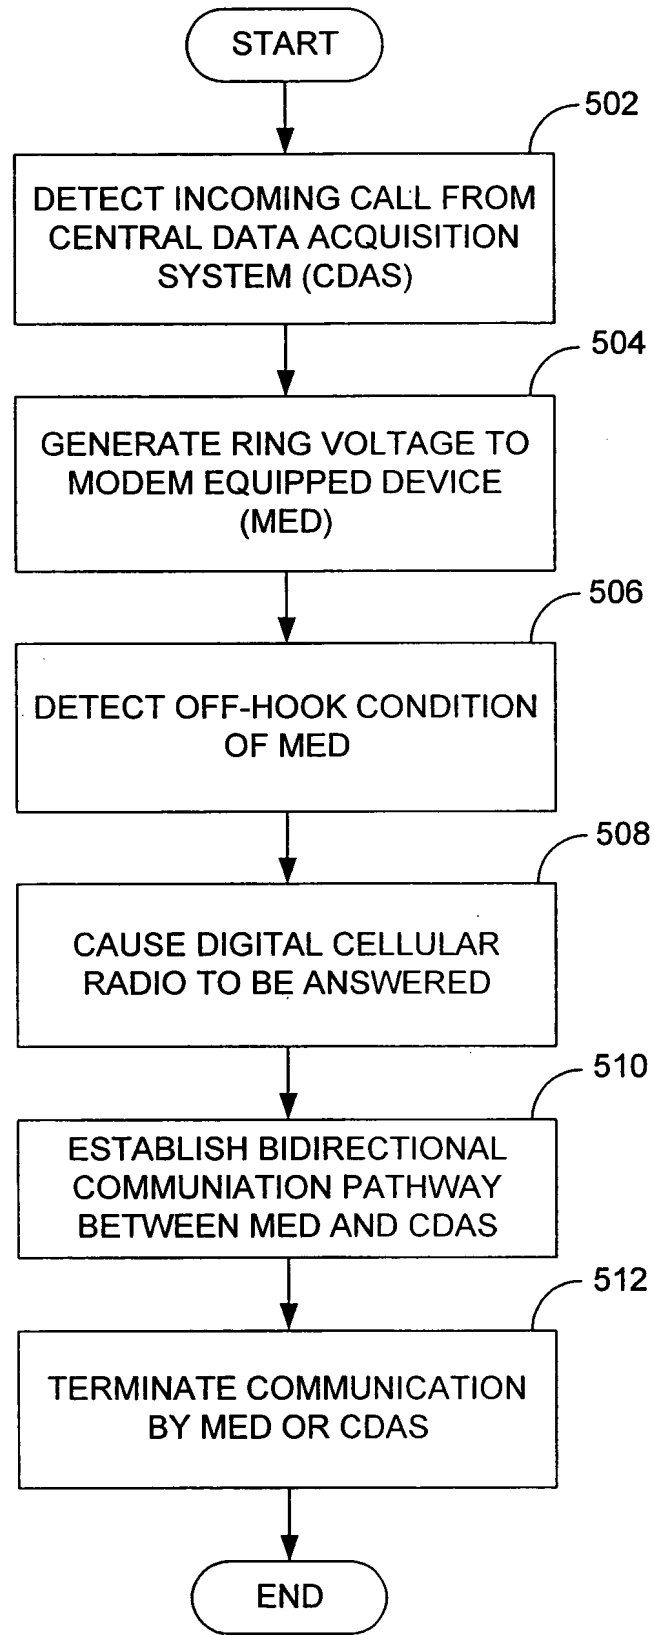 START
502
DETECT INCOMING CALL FROM
CENTRAL DATA ACQUISITION
SYSTEM (CDAS)
504
GENERATE RING VOLTAGE TO
MODEM EQUIPPED DEVICE
(MED)
506
DETECT OFF-HOOK CONDITION
OF MED
508
CAUSE DIGITAL CELLULAR
RADIO TO BE ANSWERED
510
ESTABLISH BIDIRECTIONAL
COMMUNIATION PATHWAY
BETWEEN MED AND CDAS
512
TERMINATE COMMUNICATION
BY MED OR CDAS
END